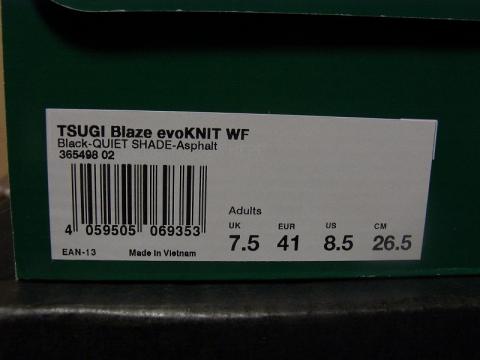 TSUGI Blaze evoKNIT WF
Black-QUIET SHADE-Asphalt
365498 02
4 059505 069353
EAN-13 Made in Vietnam
Adults
UK EUR US CM
7.5 41 8.5 26.5